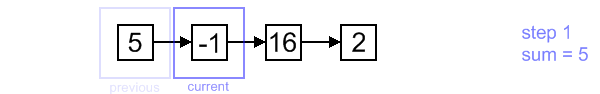 5 -1 16 2
previous current
step 1
sum = 5